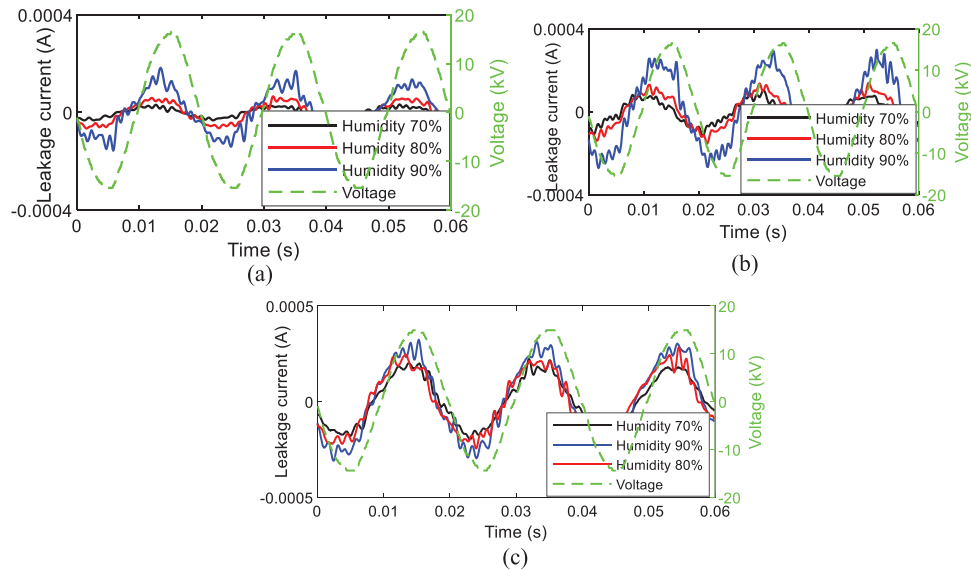 0.0004
0
-0.0004
Leakage current (A)
20
10
0
-10
-20
Voltage (kV)
Humidity 70%
Humidity 80%
Humidity 90%
Voltage
0 0.01 0.02 0.03 0.04 0.05 0.06
Time (s)
(a)
0.0004
0
-0.0004
Leakage current (A)
20
10
0
-10
-20
Voltage (kV)
Humidity 70%
Humidity 80%
Humidity 90%
Voltage
0 0.01 0.02 0.03 0.04 0.05 0.06
Time (s)
(b)
0.0005
0
-0.0005
Leakage current (A)
20
10
0
-10
-20
Voltage (kV)
Humidity 70%
Humidity 90%
Humidity 80%
Voltage
0 0.01 0.02 0.03 0.04 0.05 0.06
Time (s)
(c)